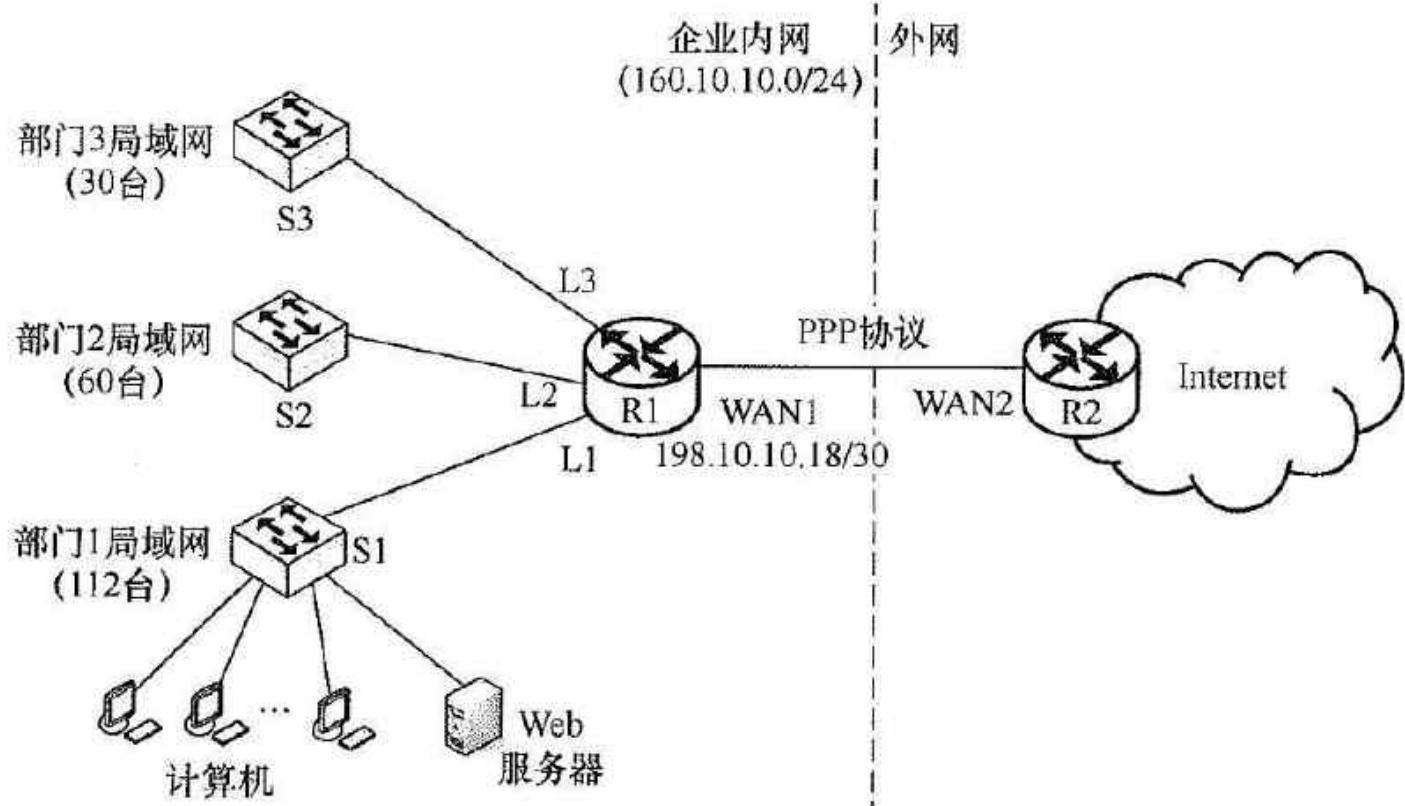 企业内网
(160.10.10.0/24)
外网
部门3局域网
(30台)
S3
L3
部门2局域网
(60台)
S2
L2
R1
PPP协议
WAN1
198.10.10.18/30
WAN2
R2
Internet
L1
部门1局域网
(112台)
S1
…
计算机
Web
服务器